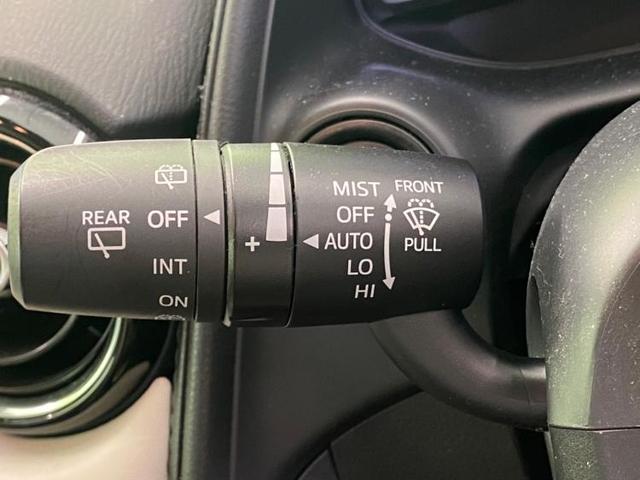 REAR
OFF
INT
ON
+
MIST
OFF
AUTO
LO
HI
FRONT
PULL